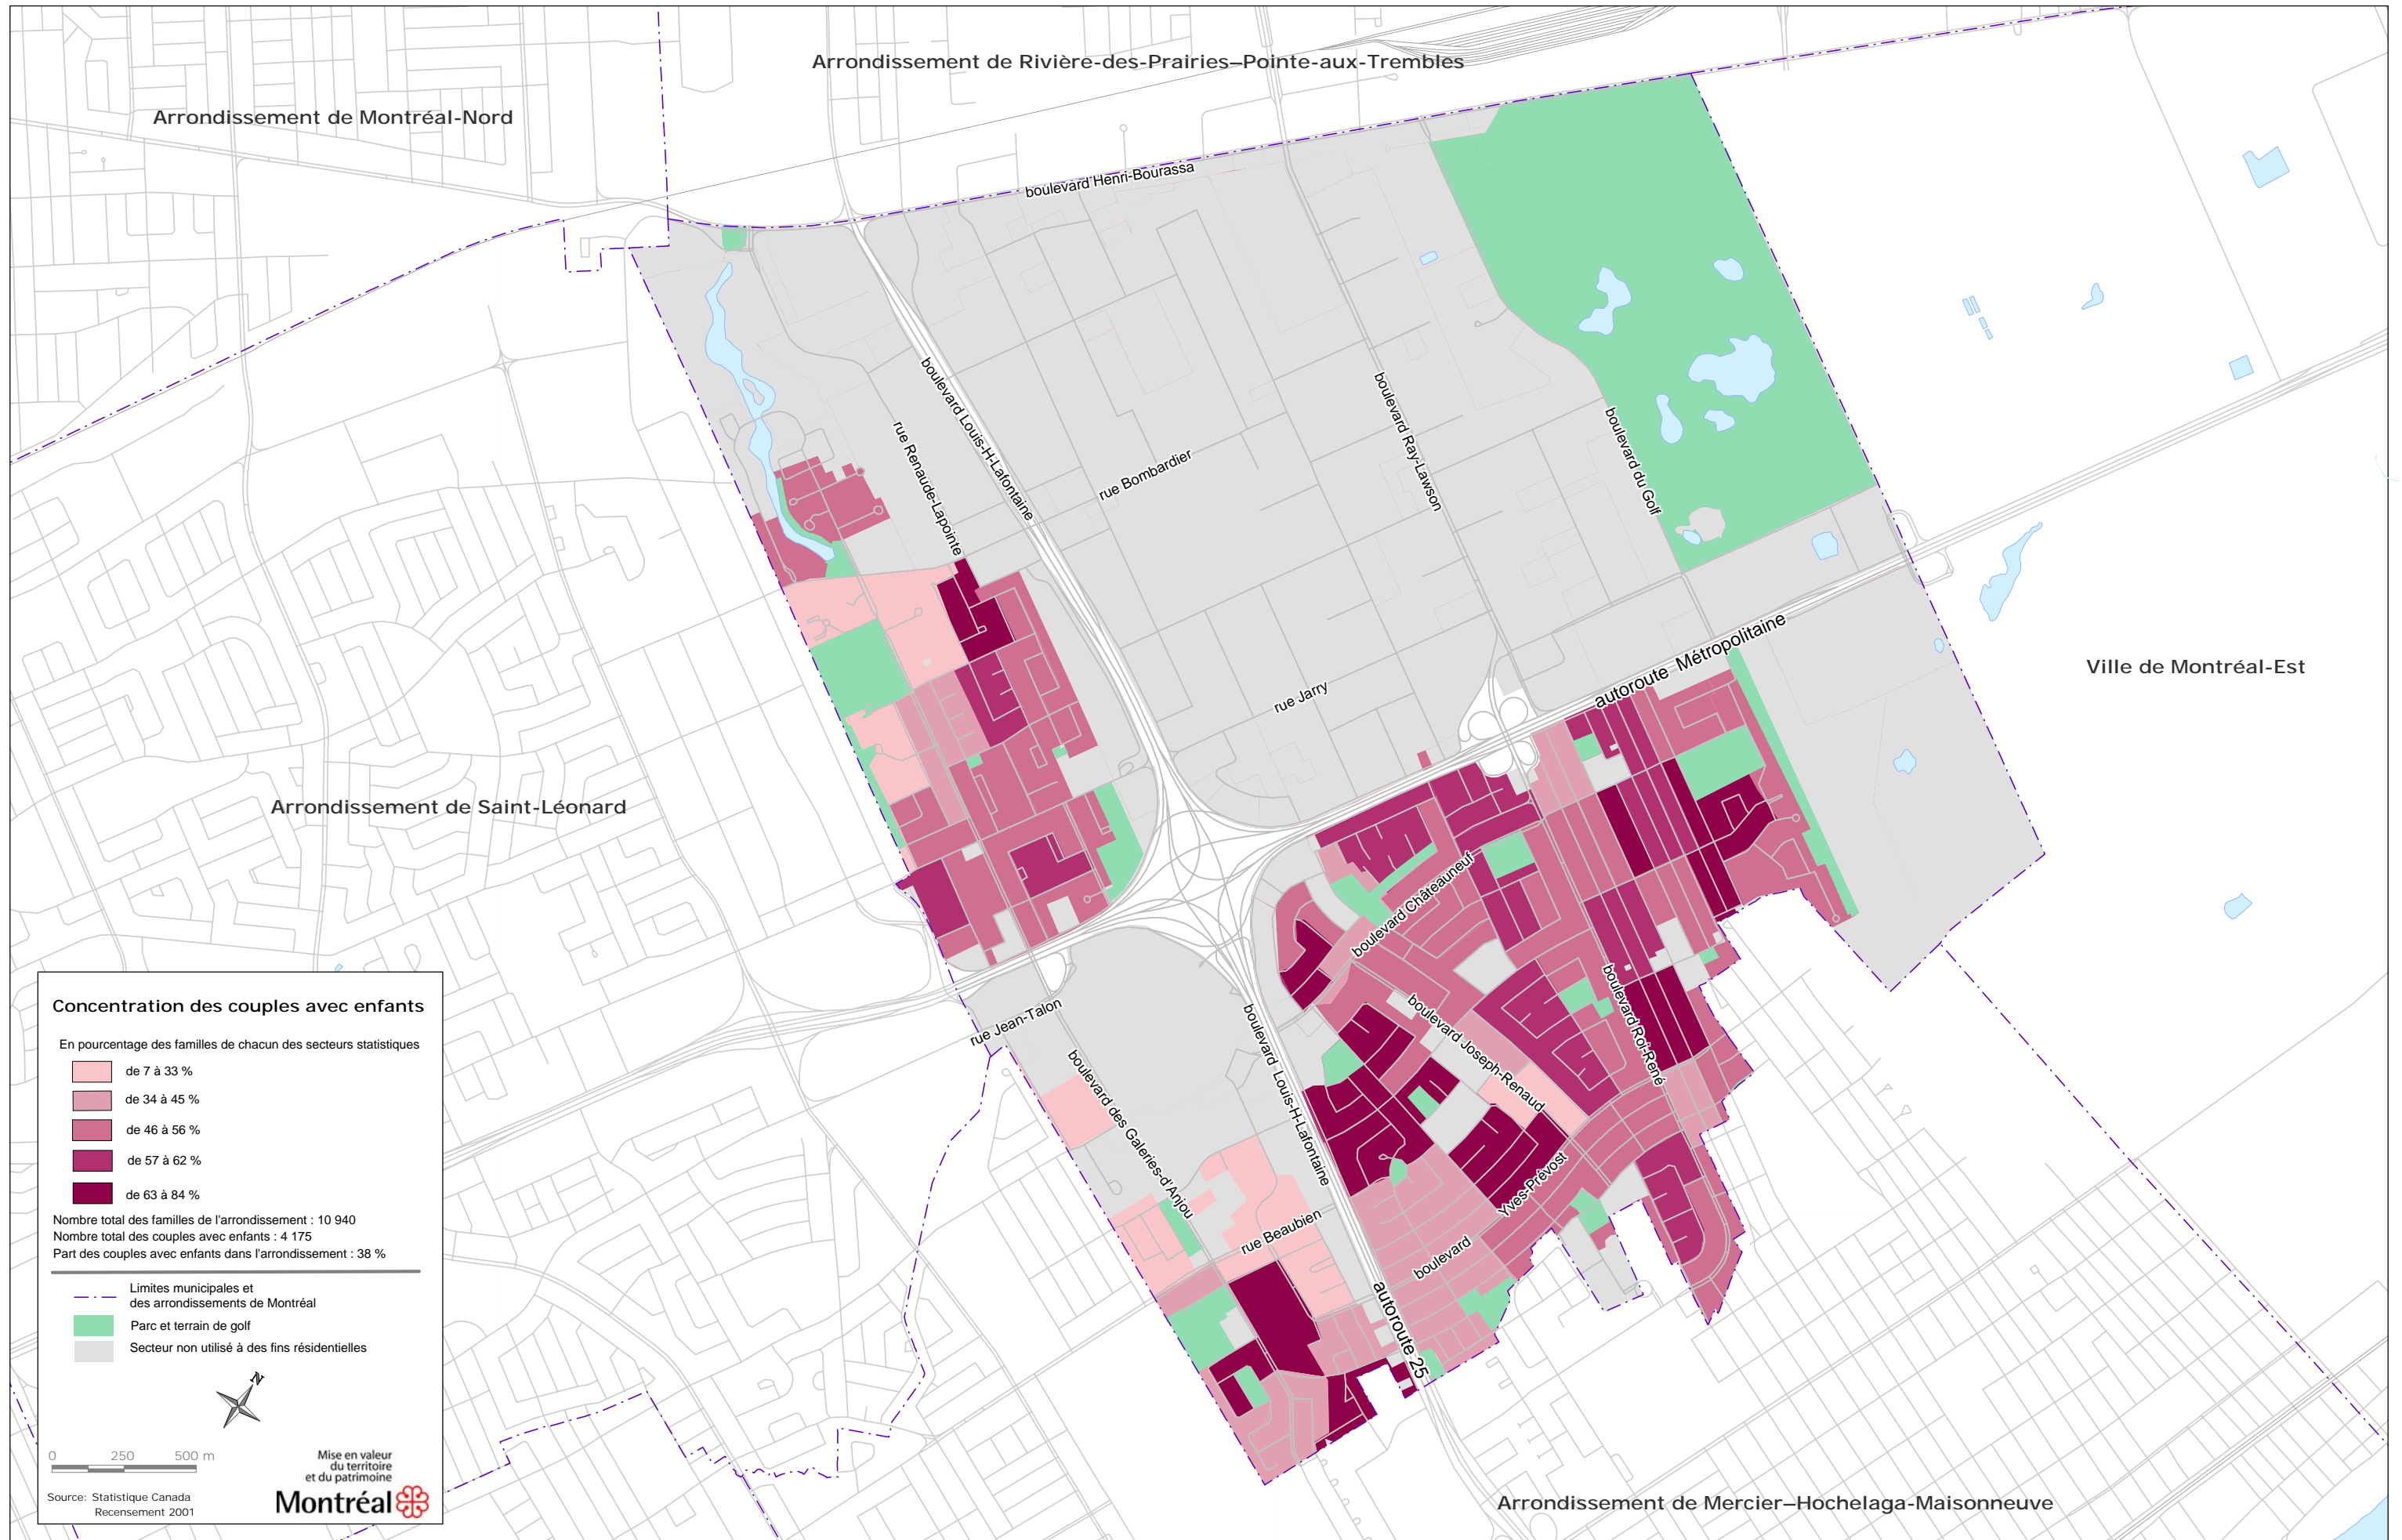 Arrondissement de Rivière-des-Prairies–Pointe-aux-Trembles
Arrondissement de Montréal-Nord
boulevard Henri-Bourassa
boulevard Louis-H-Lafontaine
rue Renaude-Lapointe
rue Bombardier
boulevard Ray-Lawson
boulevard du Golf
autoroute Métropolitaine
Ville de Montréal-Est
rue Jarry
Arrondissement de Saint-Léonard
boulevard Châteauneuf
boulevard Roi-René
boulevard Joseph-Renaud
rue Jean-Talon
boulevard des Galeries-d'Anjou
boulevard Louis-H-Lafontaine
Yves-Prévost
boulevard
rue Beaubien
autoroute 25
Arrondissement de Mercier–Hochelaga-Maisonneuve
Concentration des couples avec enfants
En pourcentage des familles de chacun des secteurs statistiques
de 7 à 33 %
de 34 à 45 %
de 46 à 56 %
de 57 à 62 %
de 63 à 84 %
Nombre total des familles de l'arrondissement : 10 940
Nombre total des couples avec enfants : 4 175
Part des couples avec enfants dans l'arrondissement : 38 %
Limites municipales et
des arrondissements de Montréal
Parc et terrain de golf
Secteur non utilisé à des fins résidentielles
N
0 250 500 m
Mise en valeur
du territoire
et du patrimoine
Montréal
Source: Statistique Canada
Recensement 2001